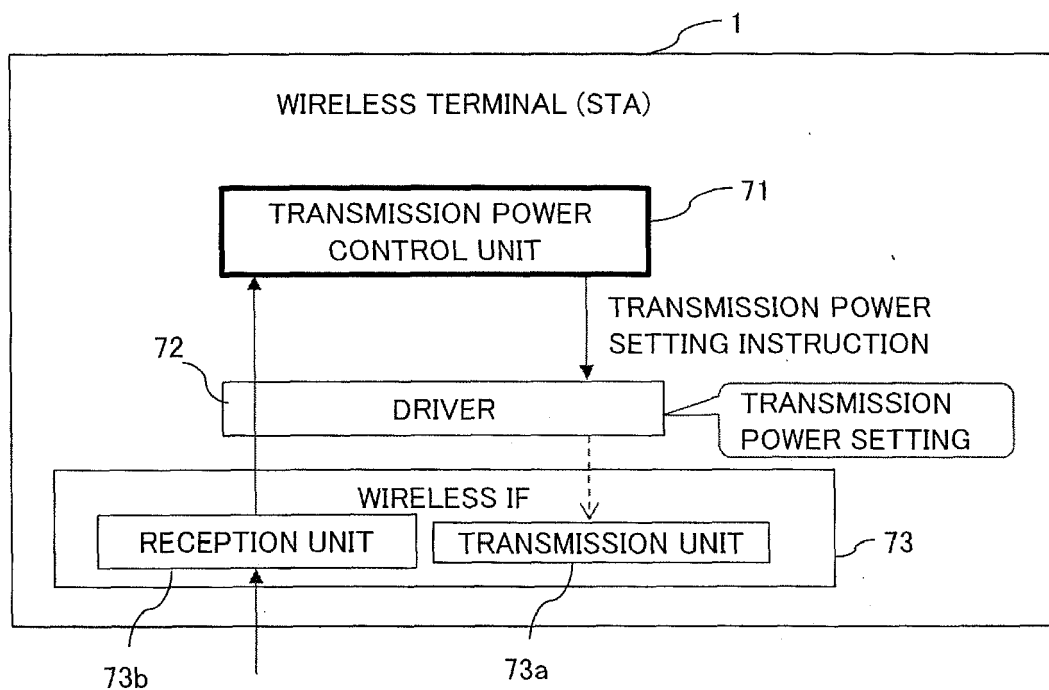 1
WIRELESS TERMINAL (STA)
71
TRANSMISSION POWER
CONTROL UNIT
TRANSMISSION POWER
SETTING INSTRUCTION
72
DRIVER
TRANSMISSION
POWER SETTING
WIRELESS IF
RECEPTION UNIT
TRANSMISSION UNIT
73
73b
73a